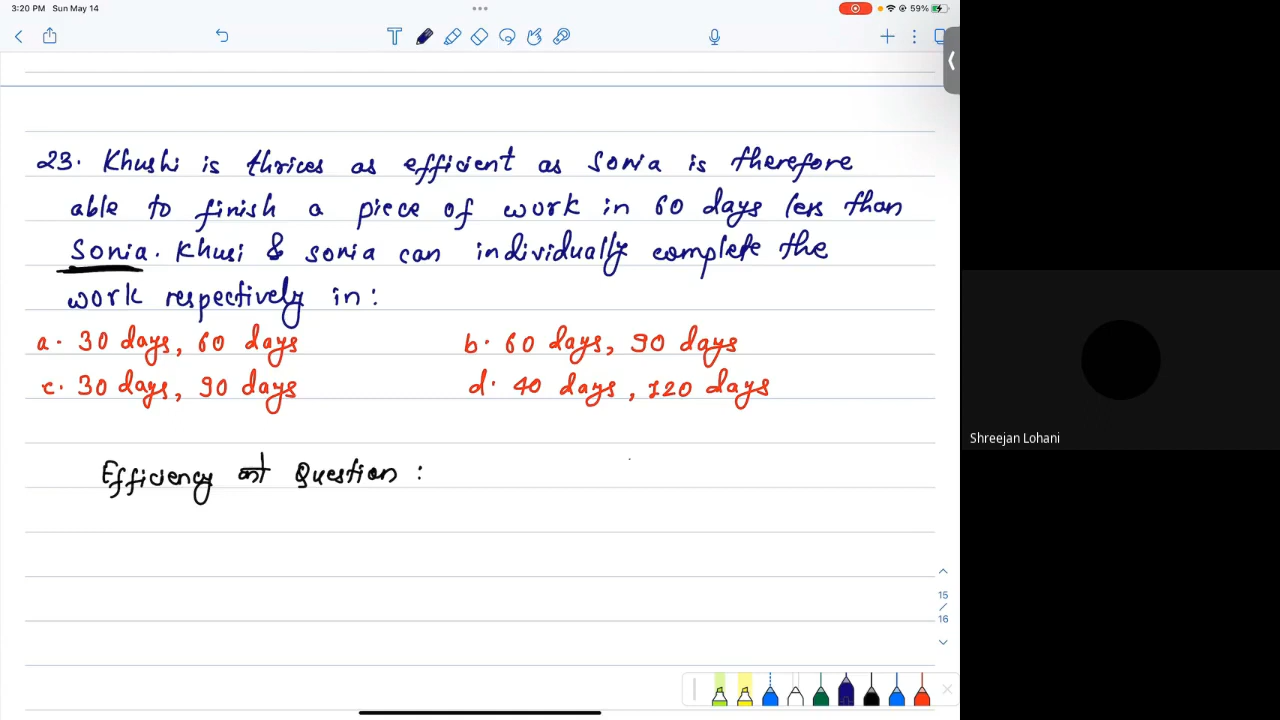 3:20 PM Sun May 14
59%
23. Khushi is thrices as efficient as Sonia is therefore
able to finish a piece of work in 60 days less than
Sonia. Khusi & sonia can individually complete the
work respectively in:
a. 30 days, 60 days
b. 60 days, 90 days
c. 30 days, 90 days
d. 40 days, 120 days
Efficiency Question:
Shreejan Lohani
15
/
16